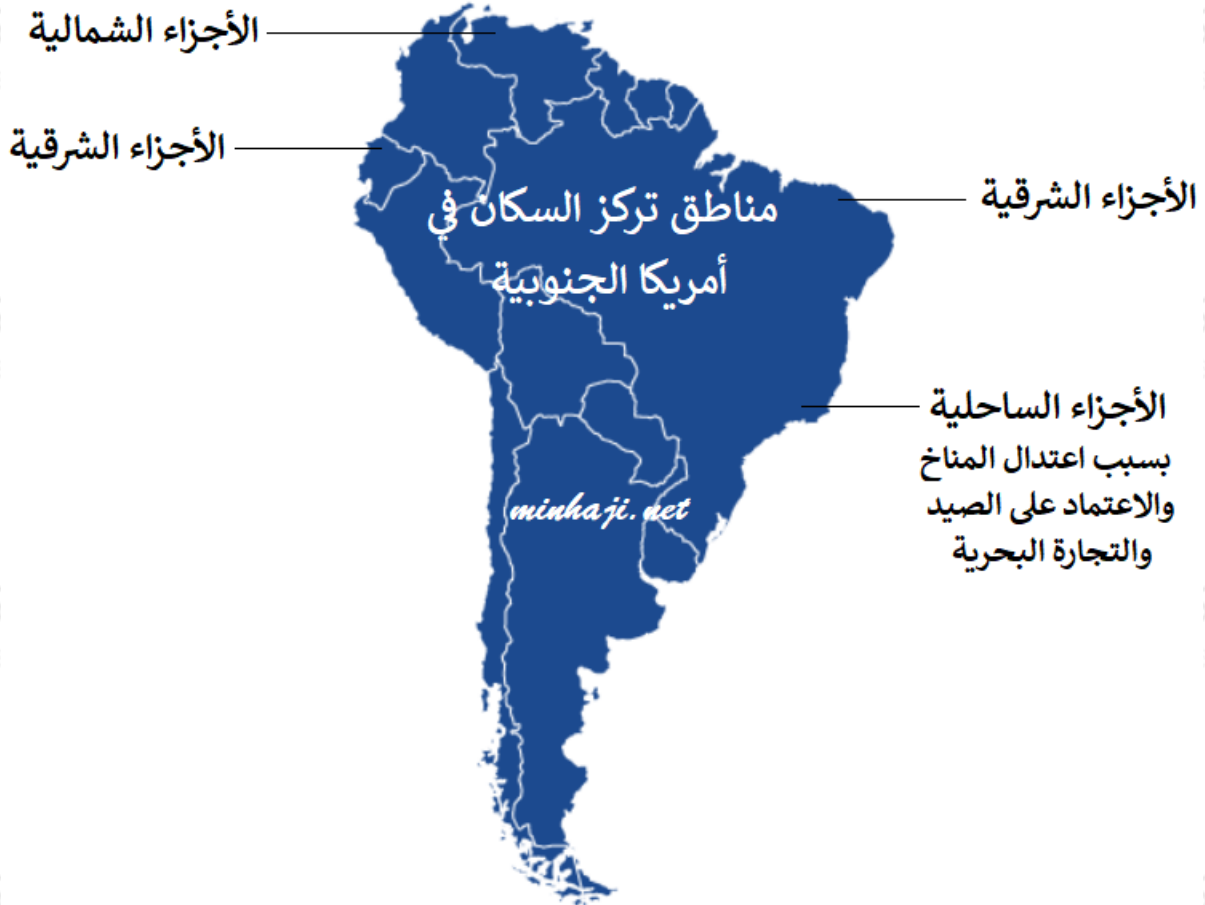 الأجزاء الشمالية
الأجزاء الشرقية
الأجزاء الشرقية
مناطق تركز السكان في
أمريكا الجنوبية
الأجزاء الساحلية
بسبب اعتدال المناخ
والاعتماد على الصيد
والتجارة البحرية
minhaji.net